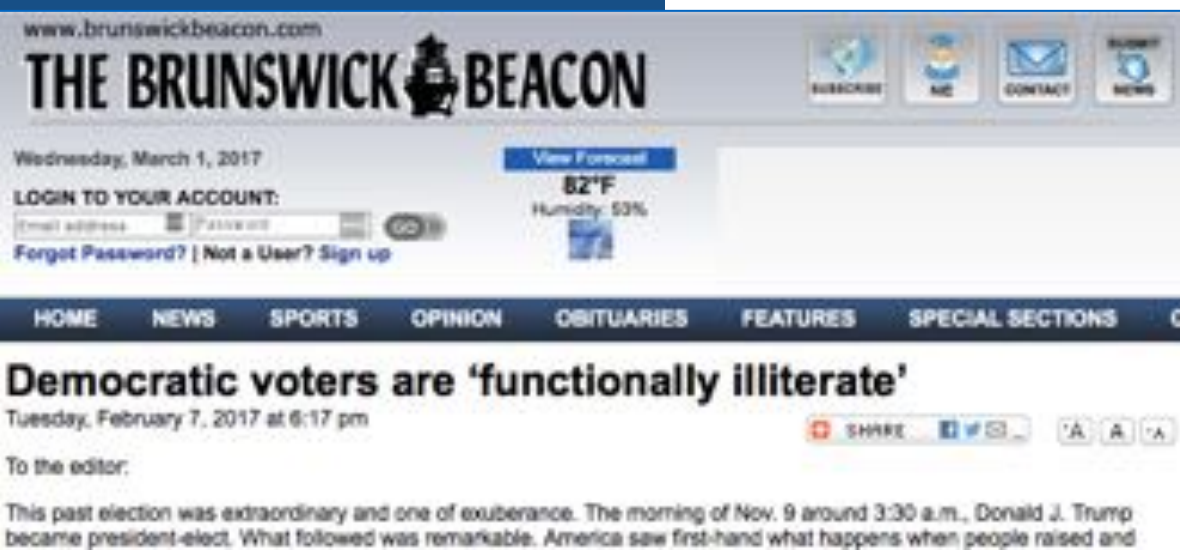 www.brunswickbeacon.com
THE BRUNSWICK BEACON
SUBSCRIBE
ME
CONTACT
SUBMIT
NEWS
Wednesday, March 1, 2017
View Forecast
82°F
Humidity: 53%
LOGIN TO YOUR ACCOUNT:
Email address Password GO
Forgot Password? | Not a User? Sign up
HOME NEWS SPORTS OPINION OBITUARIES FEATURES SPECIAL SECTIONS
Democratic voters are ‘functionally illiterate’
Tuesday, February 7, 2017 at 6:17 pm
SHARE
To the editor:
This past election was extraordinary and one of exuberance. The morning of Nov. 9 around 3:30 a.m., Donald J. Trump
became president-elect. What followed was remarkable. America saw first-hand what happens when people raised and